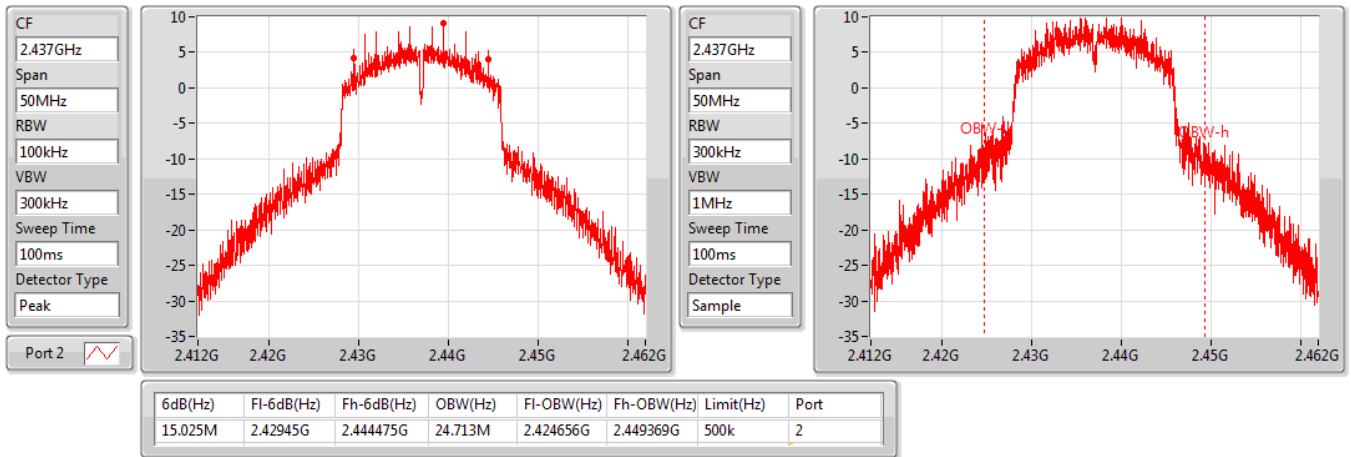 CF
2.437GHz
Span
50MHz
RBW
100kHz
VBW
300kHz
Sweep Time
100ms
Detector Type
Peak
Port 2
10
5
0
-5
-10
-15
-20
-25
-30
-35
2.412G 2.42G 2.43G 2.44G 2.45G 2.462G
CF
2.437GHz
Span
50MHz
RBW
300kHz
VBW
1MHz
Sweep Time
100ms
Detector Type
Sample
10
5
0
-5
-10
-15
-20
-25
-30
-35
OBW-
OBW-h
2.412G 2.42G 2.43G 2.44G 2.45G 2.462G
6dB(Hz) Fl-6dB(Hz) Fh-6dB(Hz) OBW(Hz) Fl-OBW(Hz) Fh-OBW(Hz) Limit(Hz) Port
15.025M 2.42945G 2.444475G 24.713M 2.424656G 2.449369G 500k 2